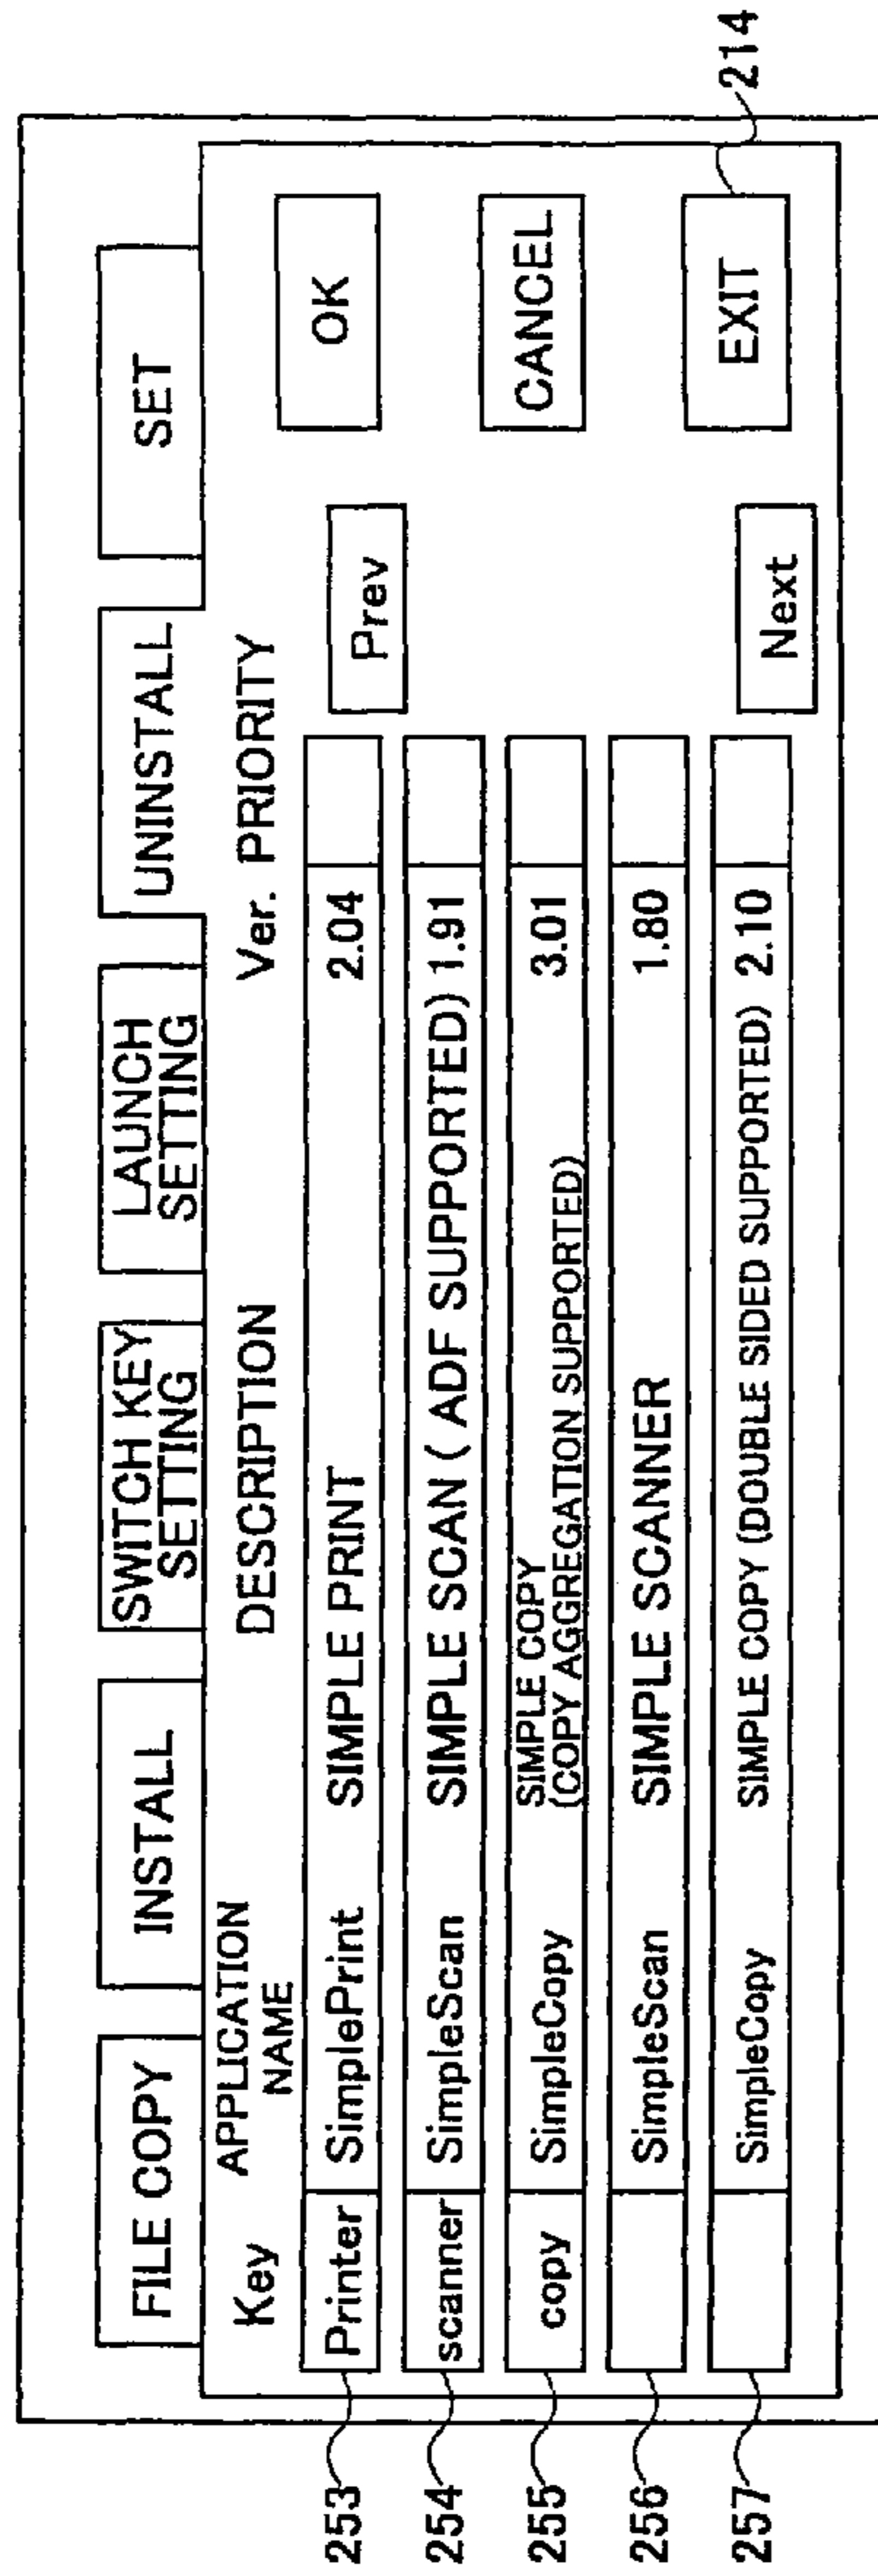 FILE COPY
INSTALL
SWITCH KEY
SETTING
LAUNCH
SETTING
UNINSTALL
SET
Key
APPLICATION
NAME
DESCRIPTION
Ver.
PRIORITY
253
Printer
SimplePrint
SIMPLE PRINT
2.04
254
scanner
SimpleScan
SIMPLE SCAN ( ADF SUPPORTED)
1.91
255
copy
SimpleCopy
SIMPLE COPY
(COPY AGGREGATION SUPPORTED)
3.01
256
SimpleScan
SIMPLE SCANNER
1.80
257
SimpleCopy
SIMPLE COPY (DOUBLE SIDED SUPPORTED)
2.10
Prev
Next
OK
CANCEL
EXIT
214